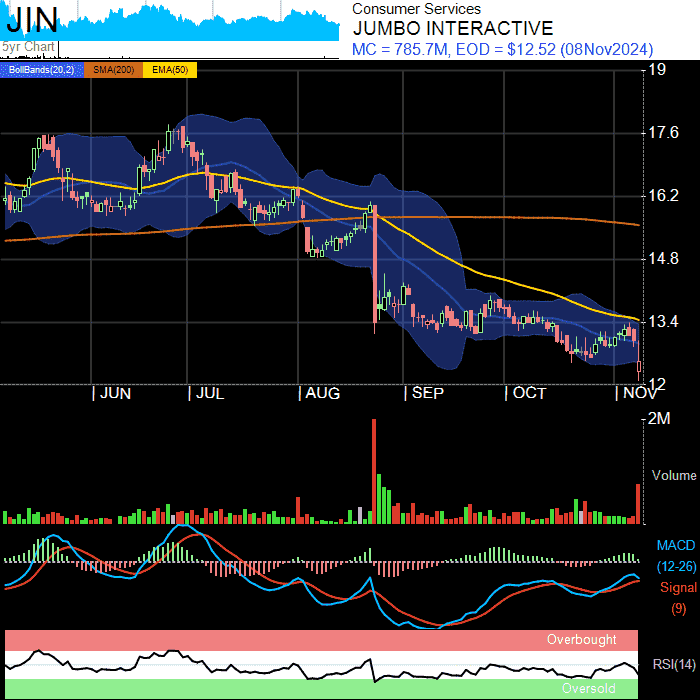 JIN
5yr Chart
Consumer Services
JUMBO INTERACTIVE
MC = 785.7M, EOD = $12.52 (08Nov2024)
BollBands(20,2) SMA(200) EMA(50)
19
17.6
16.2
14.8
13.4
12
JUN JUL AUG SEP OCT NOV
2M
Volume
MACD
(12-26)
Signal
(9)
Overbought
RSI(14)
Oversold